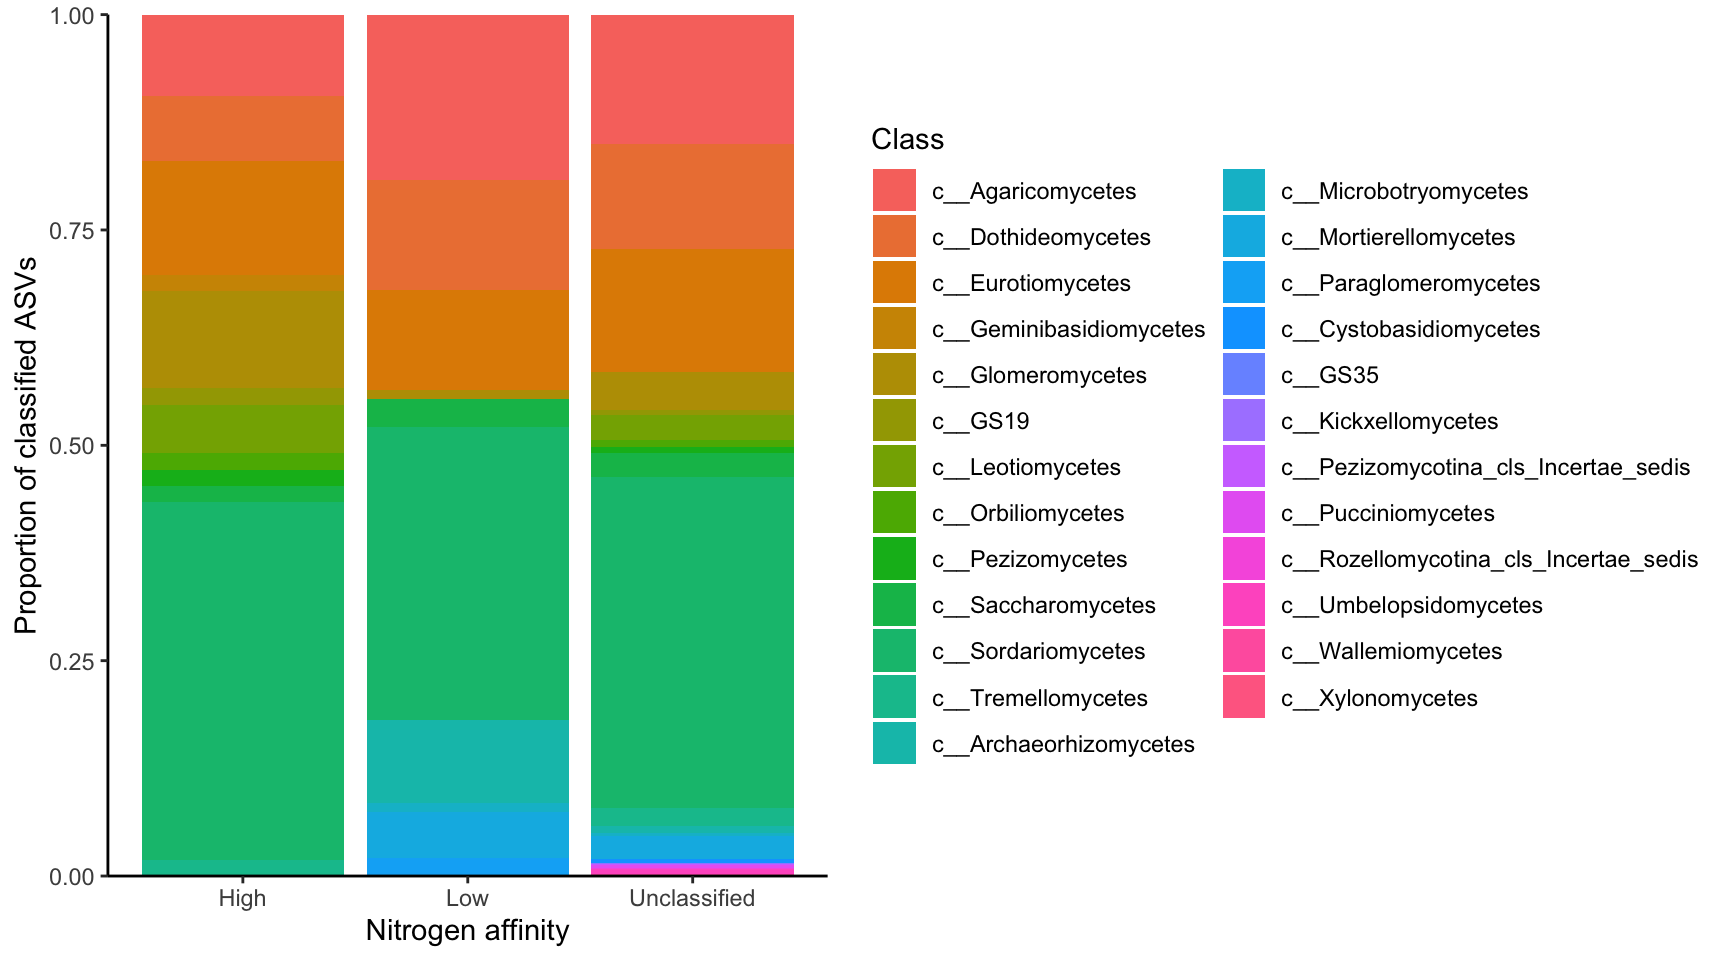 1.00
0.75
0.50
0.25
0.00
Proportion of classified ASVs
High
Low
Unclassified
Nitrogen affinity
Class
c__Agaricomycetes
c__Dothideomycetes
c__Eurotiomycetes
c__Geminibasidiomycetes
c__Glomeromycetes
c__GS19
c__Leotiomycetes
c__Orbiliomycetes
c__Pezizomycetes
c__Saccharomycetes
c__Sordariomycetes
c__Tremellomycetes
c__Archaeorhizomycetes
c__Microbotryomycetes
c__Mortierellomycetes
c__Paraglomeromycetes
c__Cystobasidiomycetes
c__GS35
c__Kickxellomycetes
c__Pezizomycotina_cls_Incertae_sedis
c__Pucciniomycetes
c__Rozellomycotina_cls_Incertae_sedis
c__Umbelopsidomycetes
c__Wallemiomycetes
c__Xylonomycetes